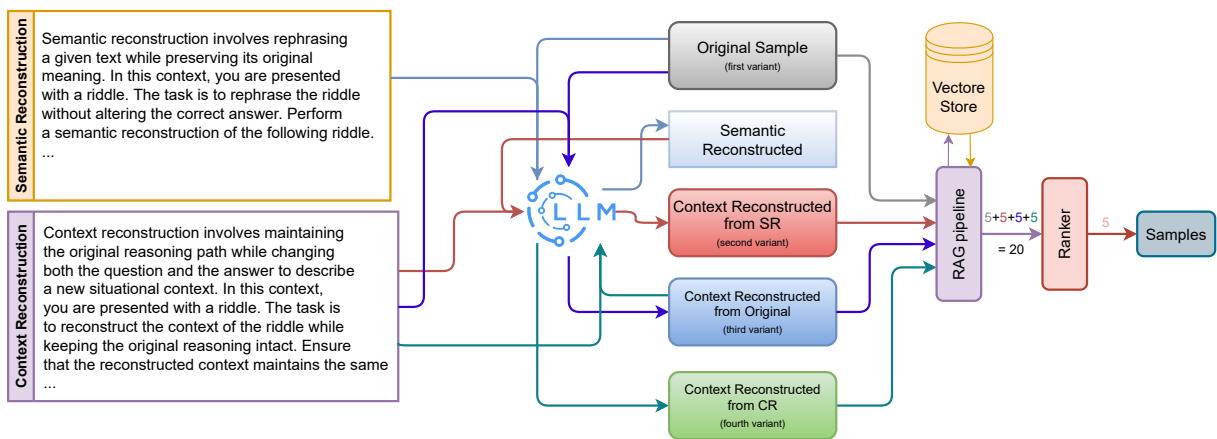 Semantic Reconstruction
Semantic reconstruction involves rephrasing
a given text while preserving its original
meaning. In this context, you are presented
with a riddle. The task is to rephrase the riddle
without altering the correct answer. Perform
a semantic reconstruction of the following riddle.
...
Context Reconstruction
Context reconstruction involves maintaining
the original reasoning path while changing
both the question and the answer to describe
a new situational context. In this context,
you are presented with a riddle. The task is
to reconstruct the context of the riddle while
keeping the original reasoning intact. Ensure
that the reconstructed context maintains the same
...
LLM
Original Sample
(first variant)
Semantic
Reconstructed
Context Reconstructed
from SR
(second variant)
Context Reconstructed
from Original
(third variant)
Context Reconstructed
from CR
(fourth variant)
Vectore
Store
RAG pipeline
5+5+5+5
= 20
Ranker
5
Samples